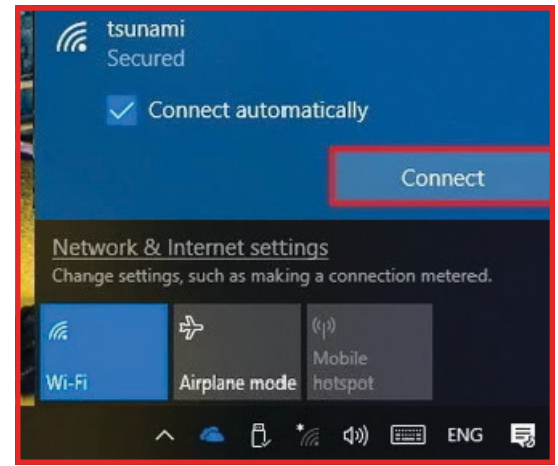 tsunami
Secured
Connect automatically
Connect
Network & Internet settings
Change settings, such as making a connection metered.
Wi-Fi
Airplane mode
Mobile
hotspot
ENG